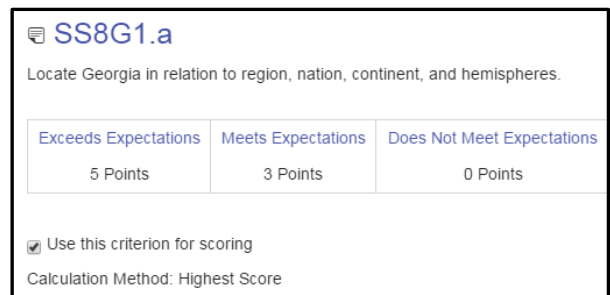 SS8G1.a
Locate Georgia in relation to region, nation, continent, and hemispheres.
Exceeds Expectations Meets Expectations Does Not Meet Expectations
5 Points 3 Points 0 Points
Use this criterion for scoring
Calculation Method: Highest Score